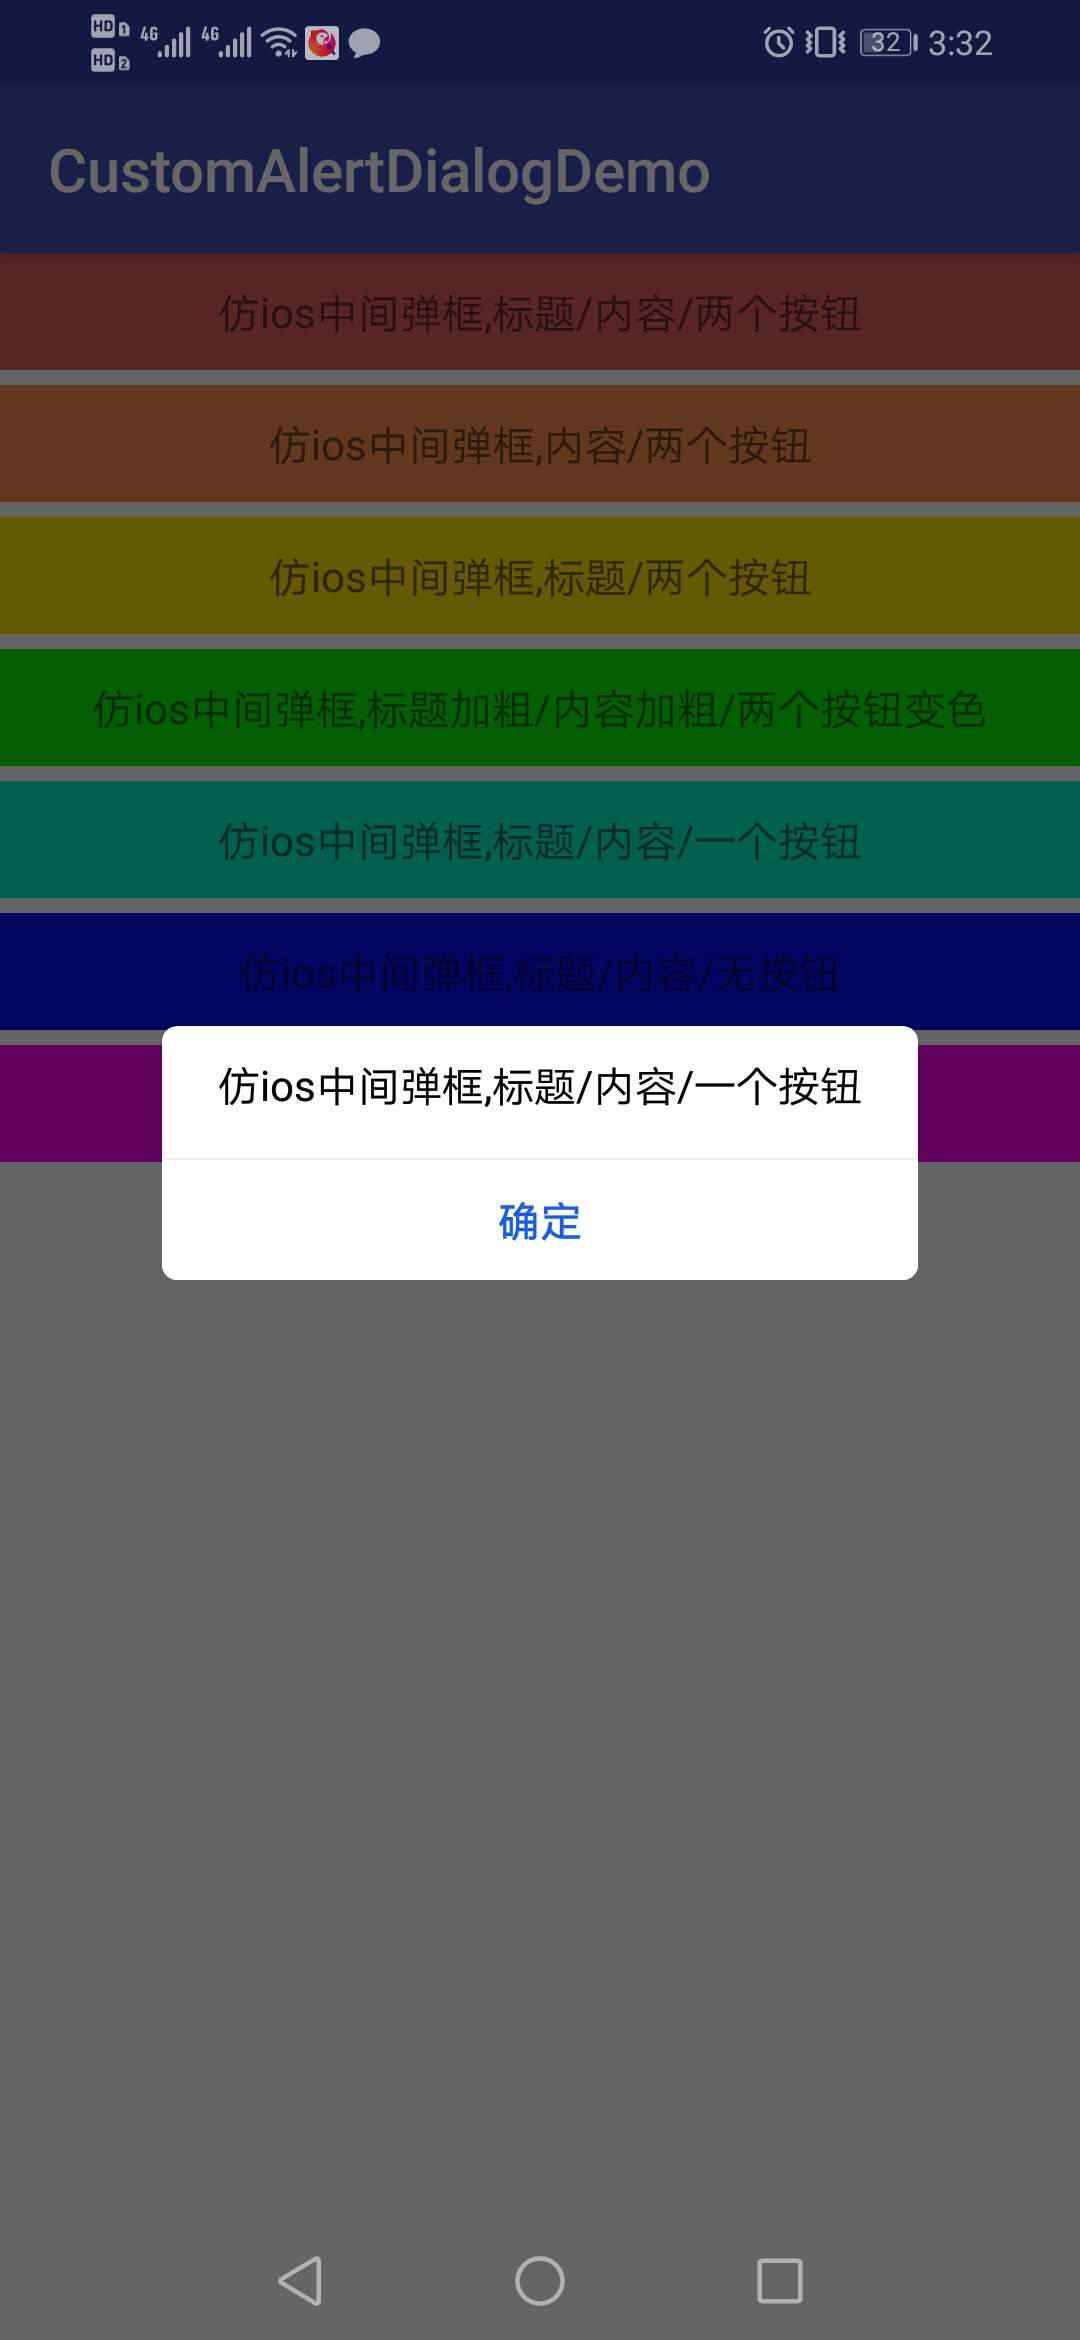 HD 1 4G 4G 32 3:32
HD 2
CustomAlertDialogDemo
仿ios中间弹框,标题/内容/两个按钮
仿ios中间弹框,内容/两个按钮
仿ios中间弹框,标题/两个按钮
仿ios中间弹框,标题加粗/内容加粗/两个按钮变色
仿ios中间弹框,标题/内容/一个按钮
仿ios中间弹框,标题/内容/无按钮
仿ios中间弹框,标题/内容/一个按钮
确定